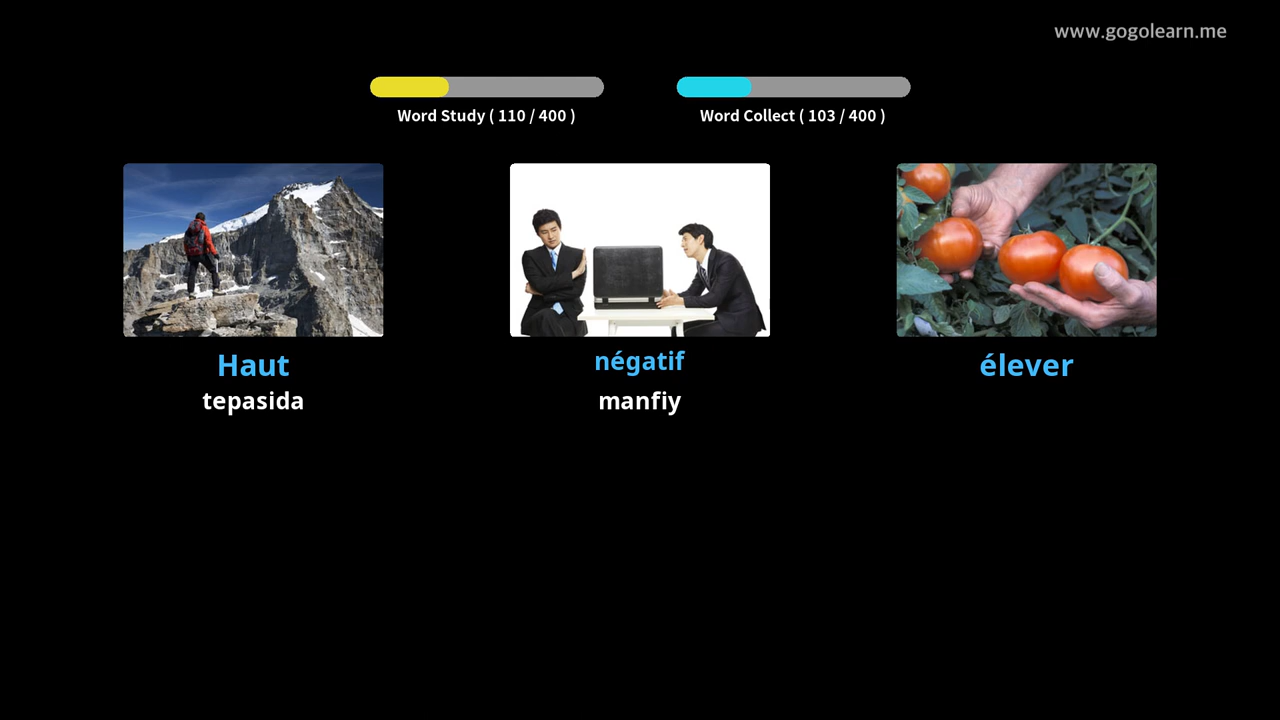 www.gogolearn.me
Word Study ( 110 / 400 )
Word Collect ( 103 / 400 )
Haut
tepasida
négatif
manfiy
élever